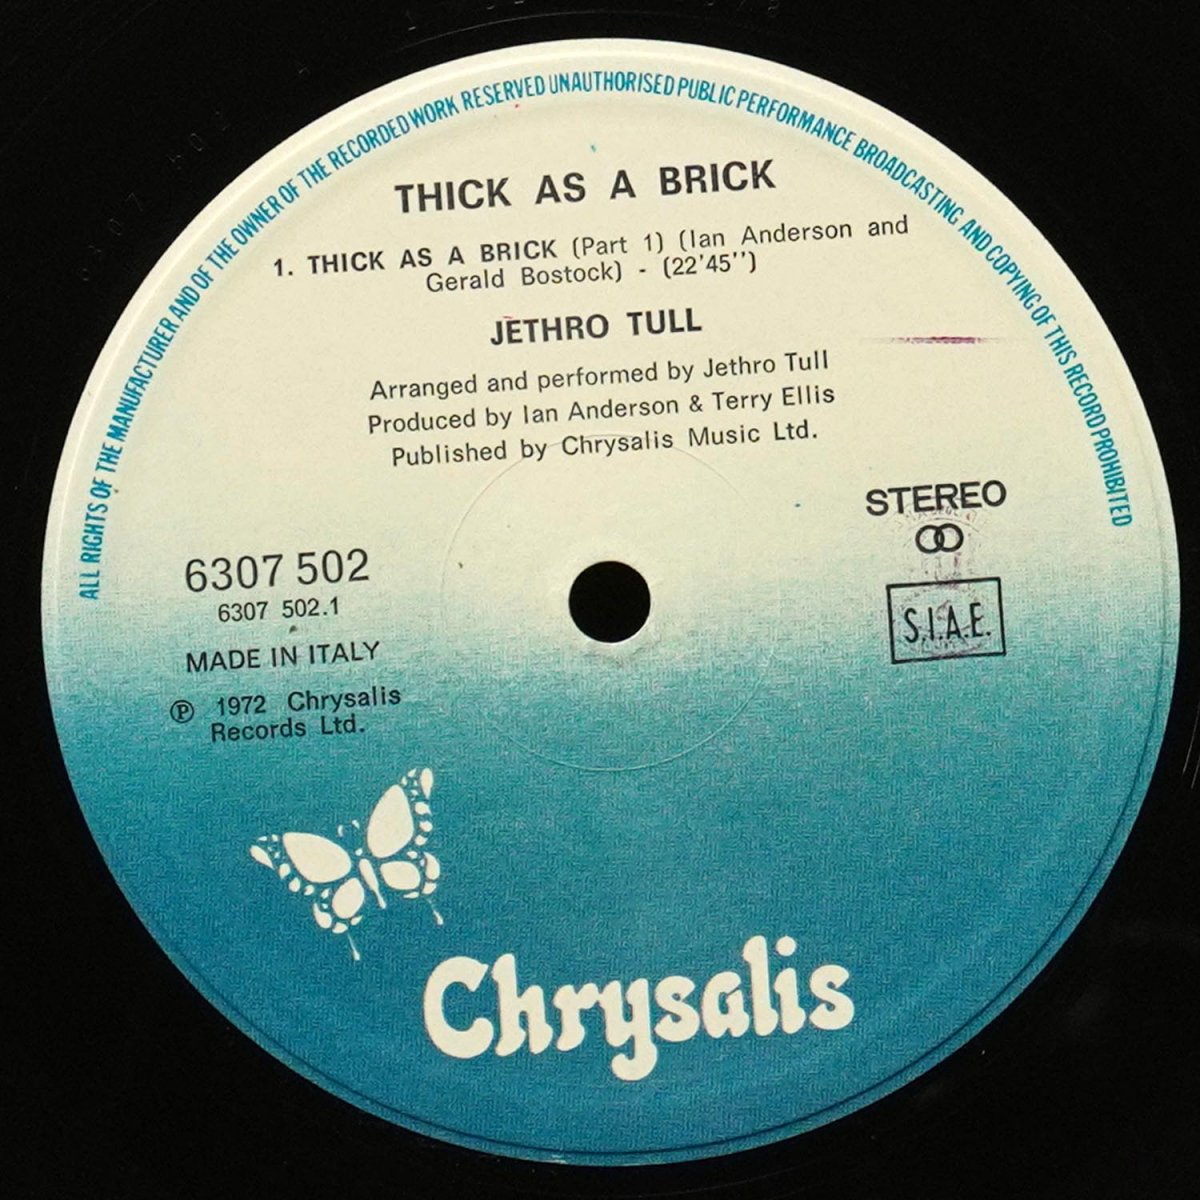 ALL RIGHTS OF THE MANUFACTURER AND OF THE OWNER OF THE RECORDED WORK RESERVED UNAUTHORISED PUBLIC PERFORMANCE BROADCASTING AND COPYING OF THIS RECORD PROHIBITED
THICK AS A BRICK
1. THICK AS A BRICK (Part 1) (Ian Anderson and
Gerald Bostock) - (22'45'')
JETHRO TULL
Arranged and performed by Jethro Tull
Produced by Ian Anderson & Terry Ellis
Published by Chrysalis Music Ltd.
STEREO
6307 502
6307 502.1
S.I.A.E.
MADE IN ITALY
℗ 1972 Chrysalis
Records Ltd.
Chrysalis